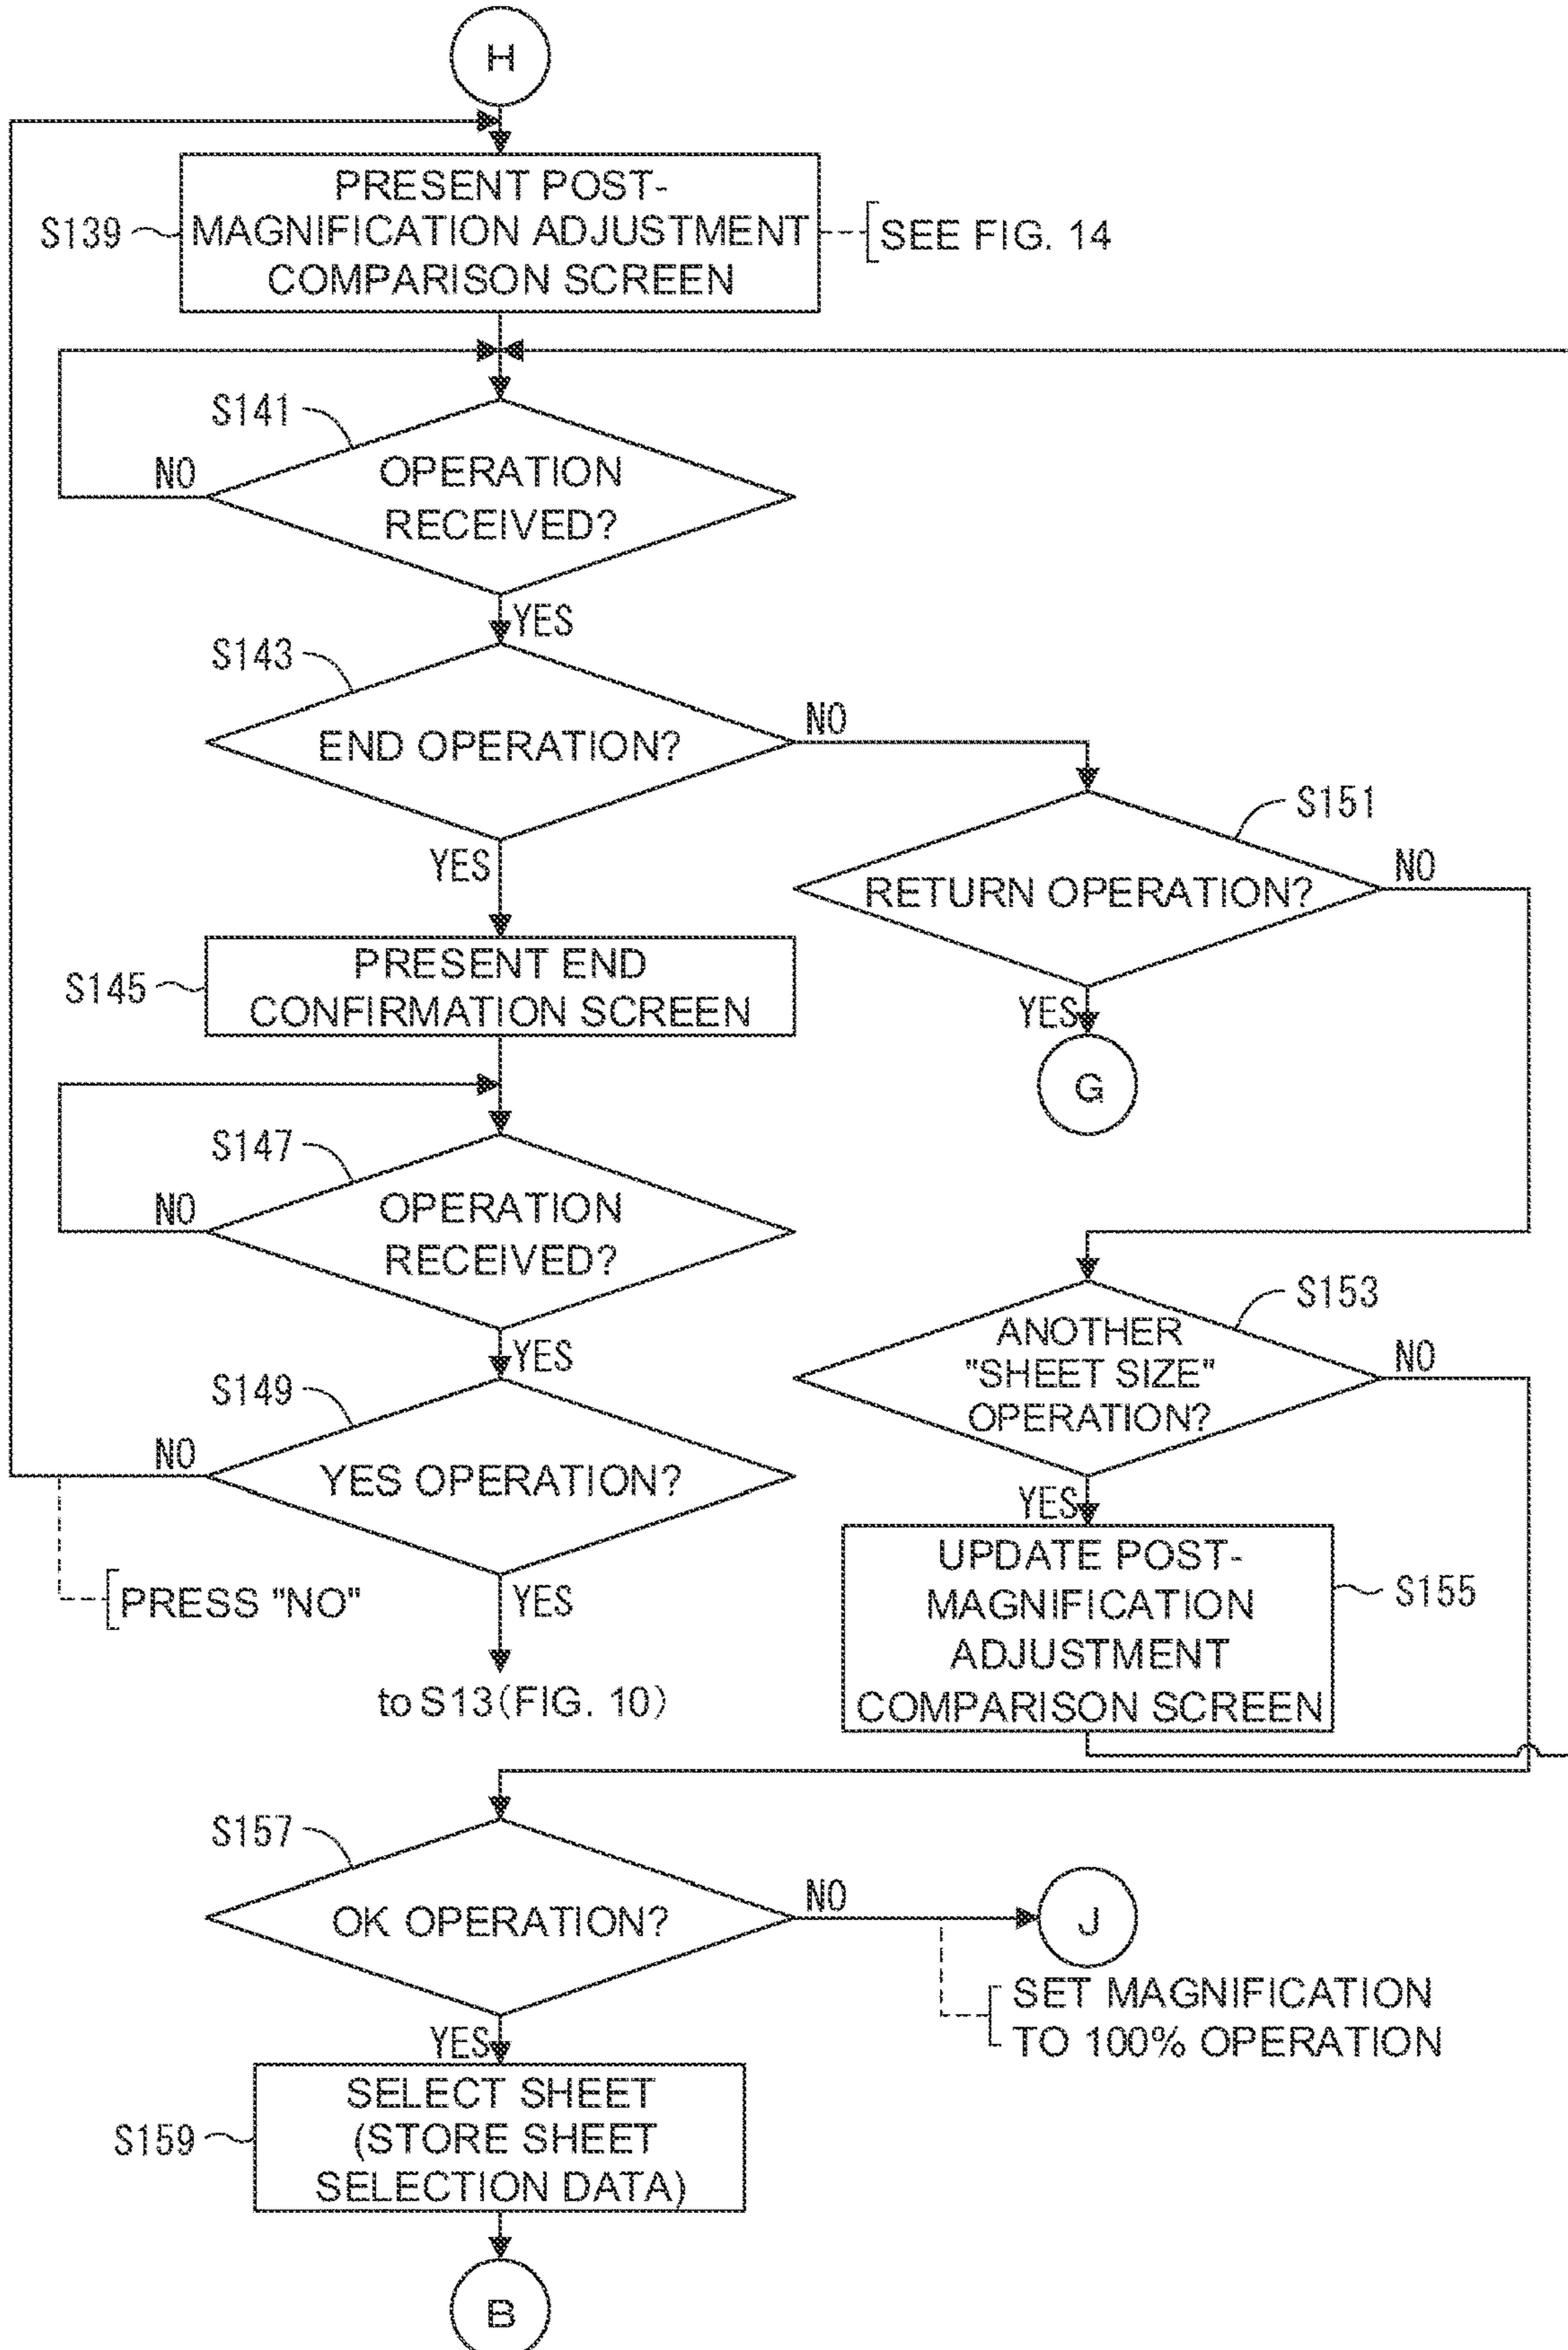 H
PRESENT POST-
MAGNIFICATION ADJUSTMENT
COMPARISON SCREEN
S139
SEE FIG. 14
S141
OPERATION
RECEIVED?
NO
YES
S143
END OPERATION?
NO
YES
S151
RETURN OPERATION?
NO
YES
G
S145
PRESENT END
CONFIRMATION SCREEN
S147
OPERATION
RECEIVED?
NO
YES
S149
YES OPERATION?
NO
PRESS "NO"
YES
to S13(FIG. 10)
S153
ANOTHER
"SHEET SIZE"
OPERATION?
NO
YES
UPDATE POST-
MAGNIFICATION
ADJUSTMENT
COMPARISON SCREEN
S155
S157
OK OPERATION?
NO
J
SET MAGNIFICATION
TO 100% OPERATION
YES
S159
SELECT SHEET
(STORE SHEET
SELECTION DATA)
B